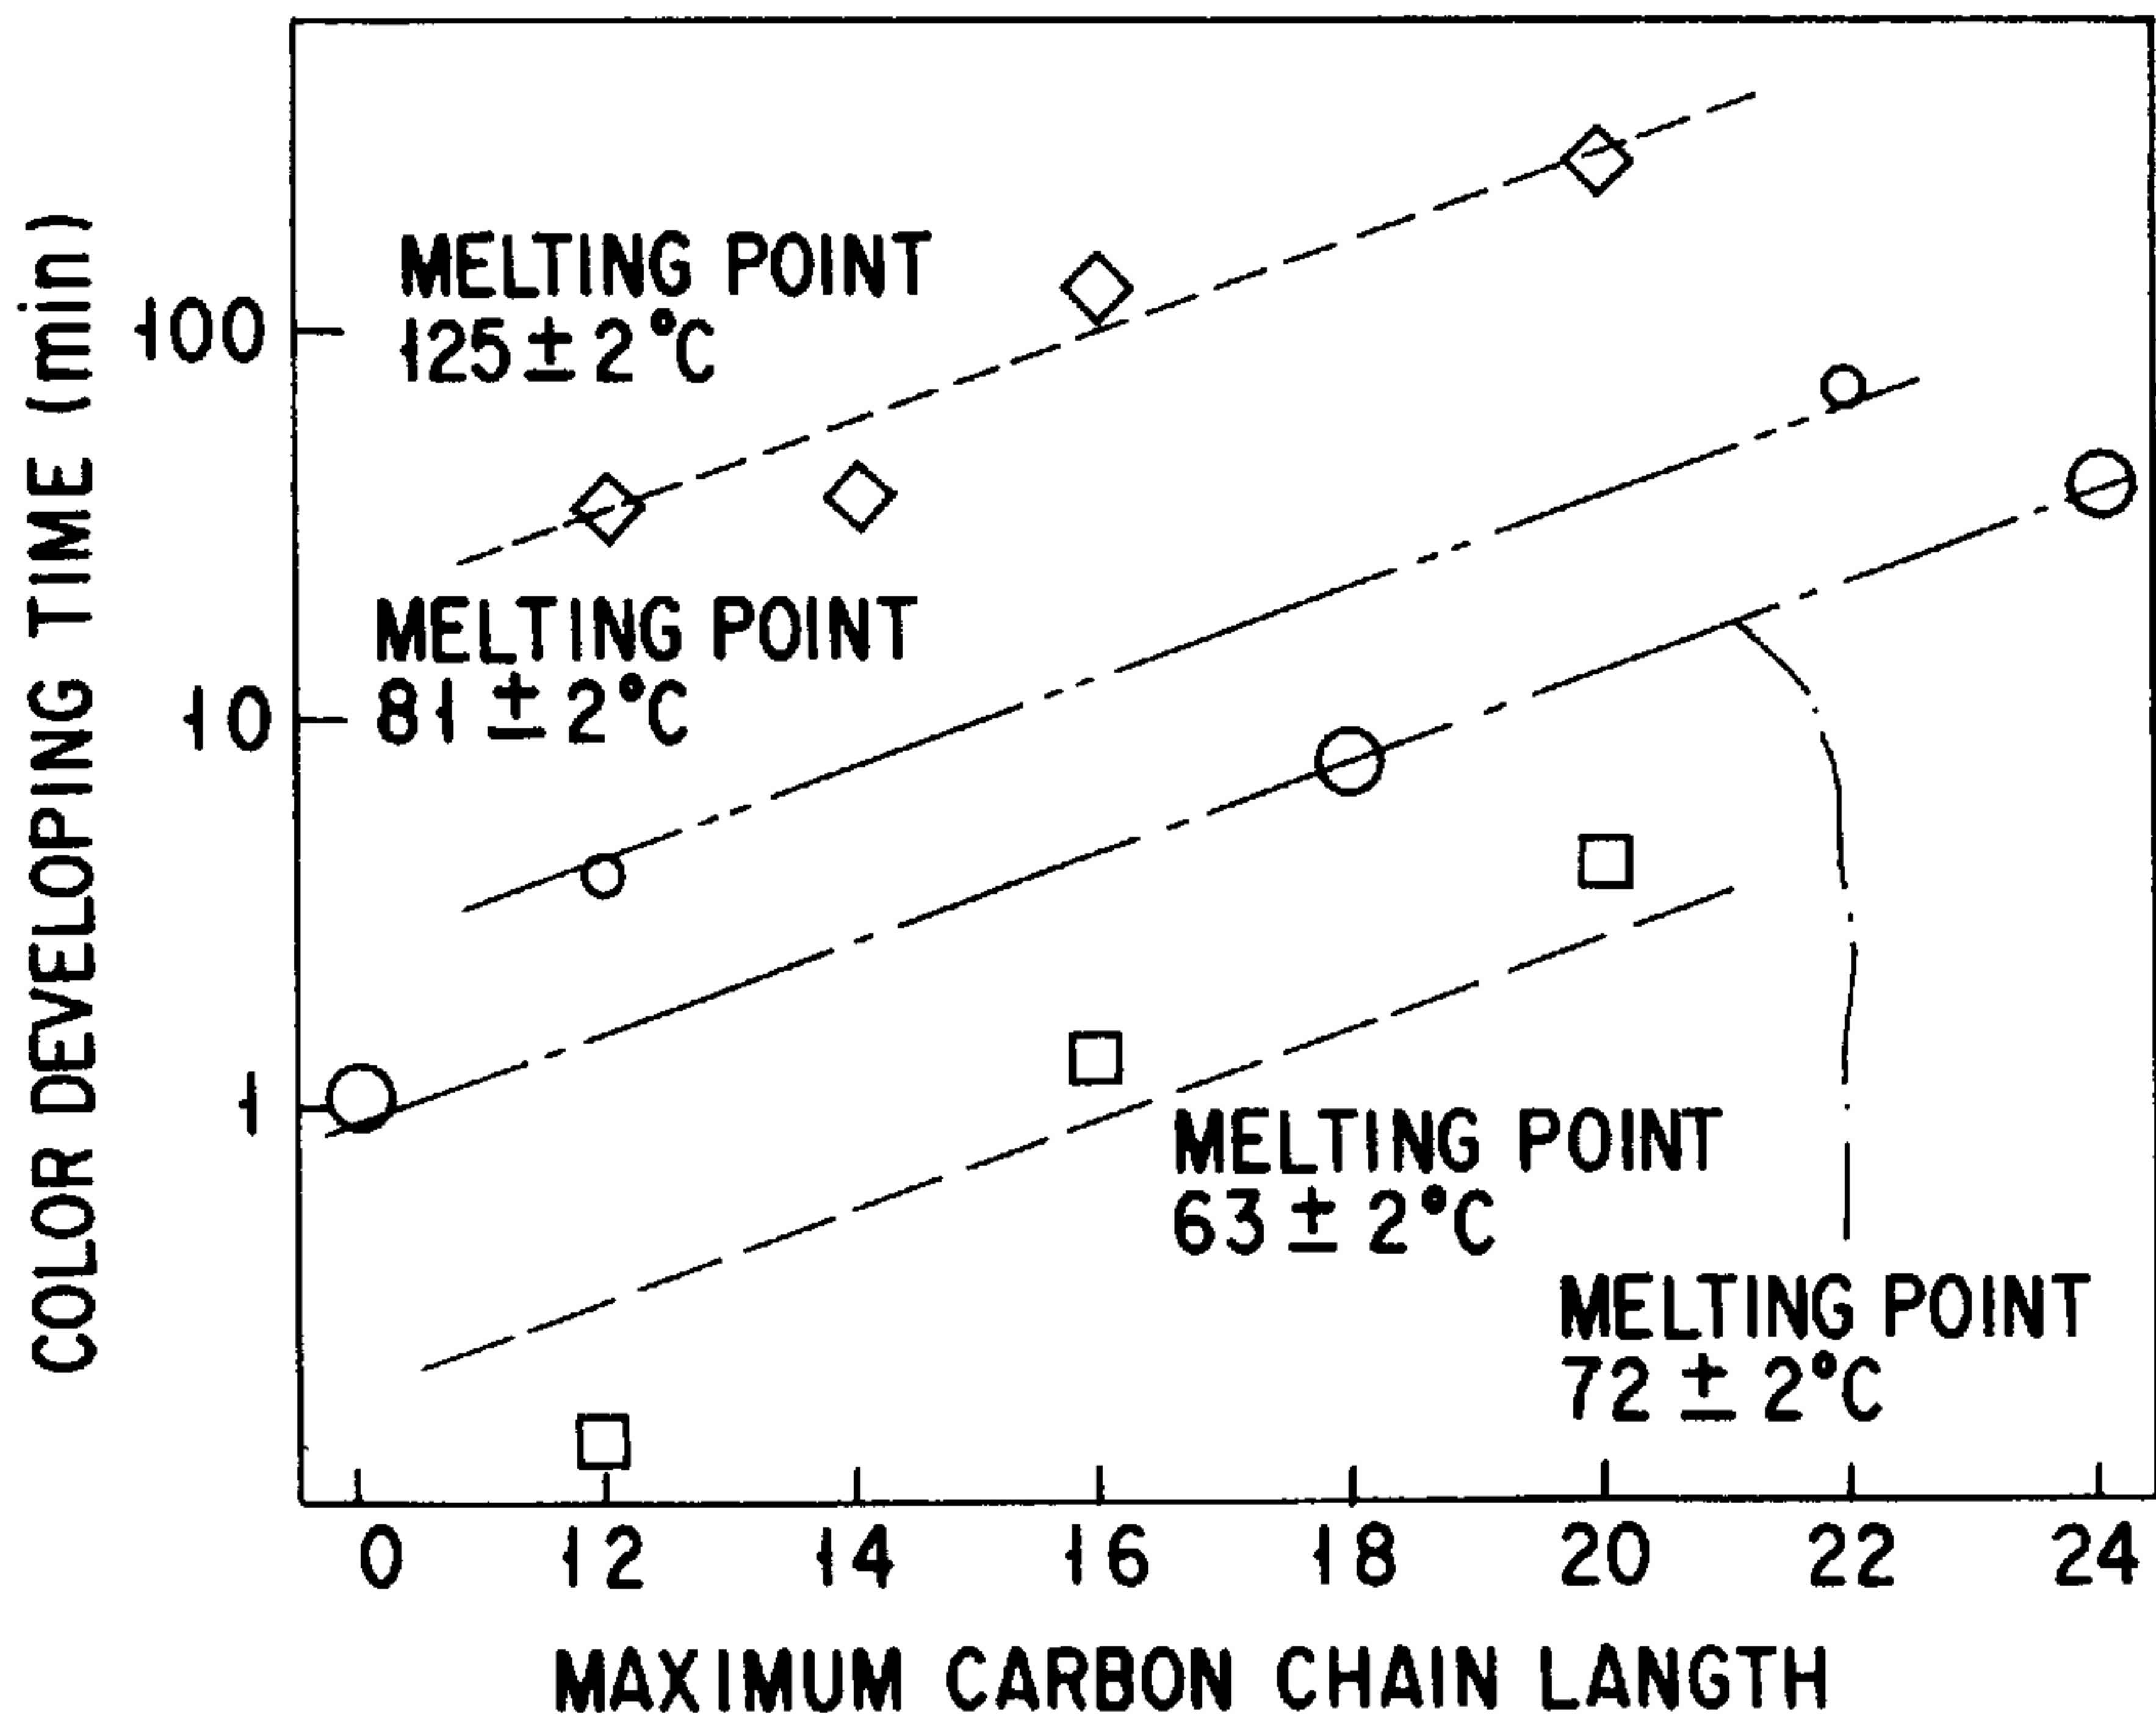 COLOR DEVELOPING TIME (min)
100
10
1
MELTING POINT
125±2°C
MELTING POINT
81±2°C
MELTING POINT
63±2°C
MELTING POINT
72±2°C
0 12 14 16 18 20 22 24
MAXIMUM CARBON CHAIN LANGTH